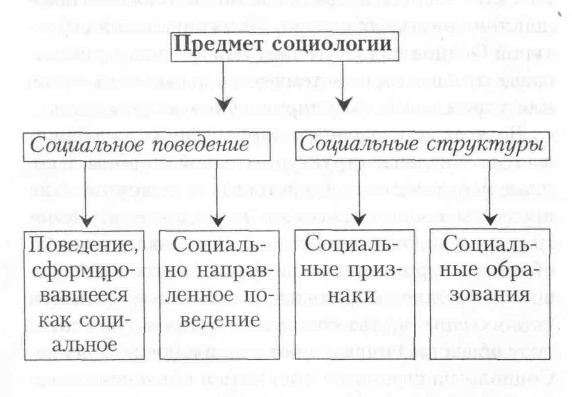 Предмет социологии
Социальное поведение
Социальные структуры
Поведение,
сформиро-
вавшееся
как соци-
альное
Социаль-
но направ-
ленное по-
ведение
Социаль-
ные приз-
наки
Социаль-
ные обра-
зования